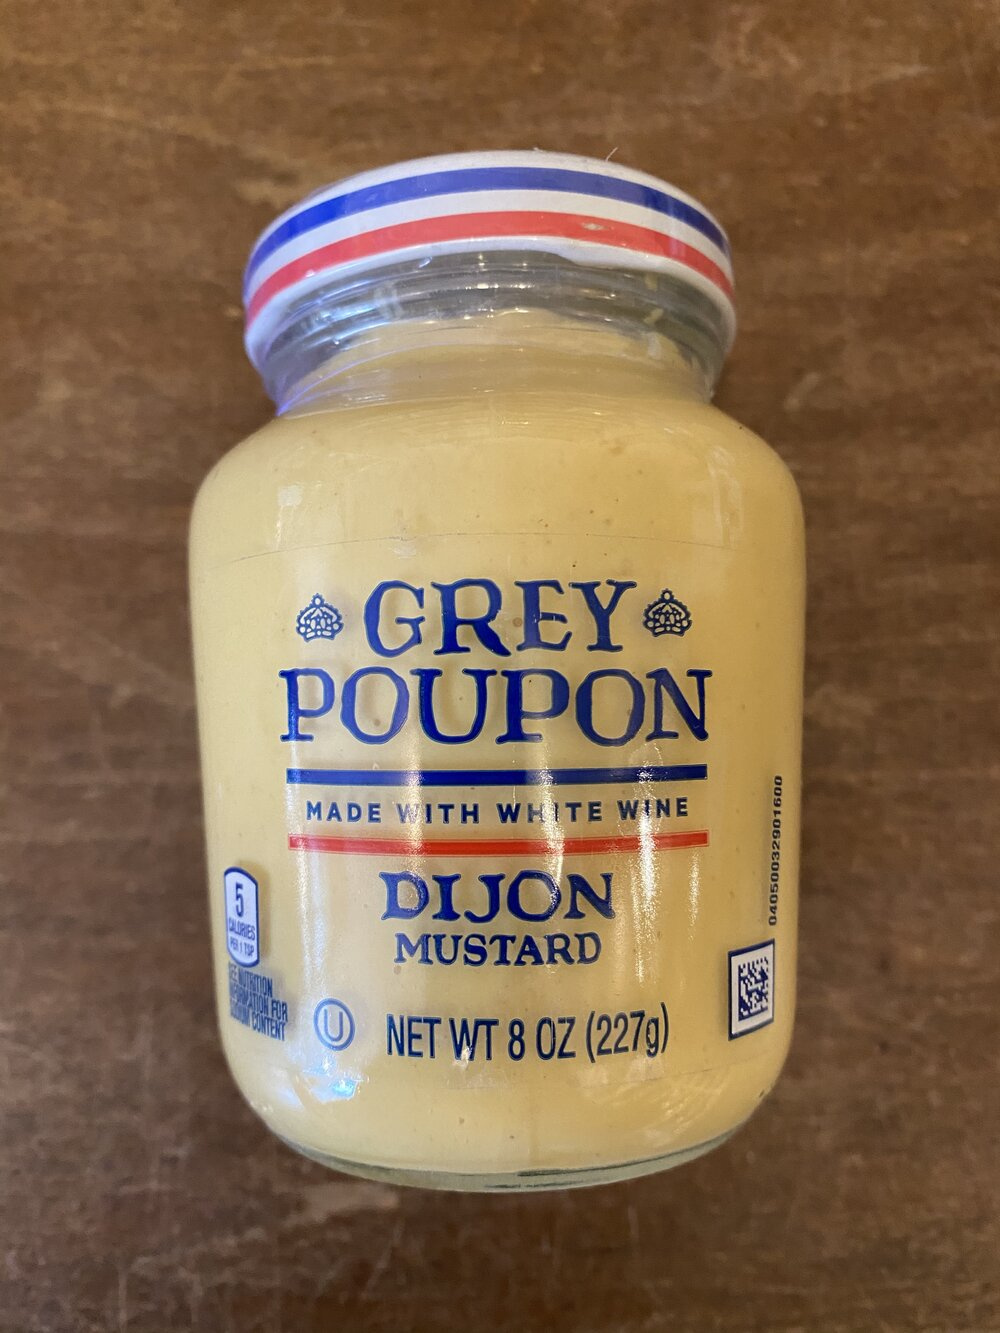 GREY
POUPON
MADE WITH WHITE WINE
DIJON
MUSTARD
5
CALORIES
PER 1 TSP
SEE NUTRITION
INFORMATION FOR
SODIUM CONTENT
U
NET WT 8 OZ (227g)
04050032901600